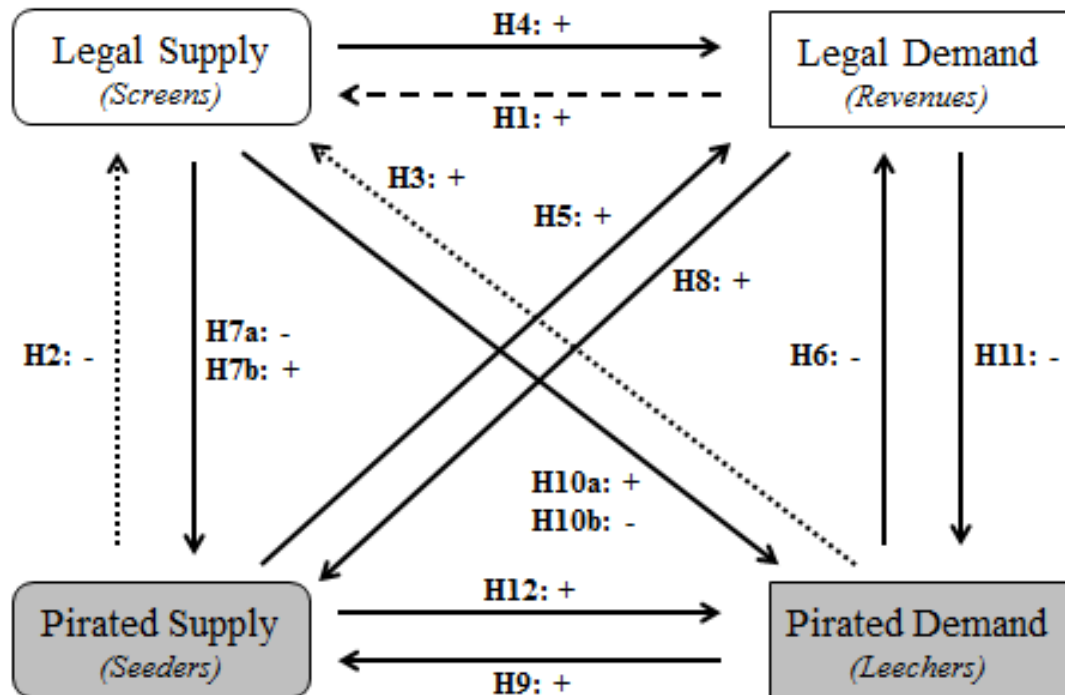 H4: +
Legal Supply
(Screens)
Legal Demand
(Revenues)
H1: +
H3: +
H5: +
H8: +
H2: -
H7a: -
H7b: +
H6: -
H11: -
H10a: +
H10b: -
H12: +
Pirated Supply
(Seeders)
Pirated Demand
(Leechers)
H9: +